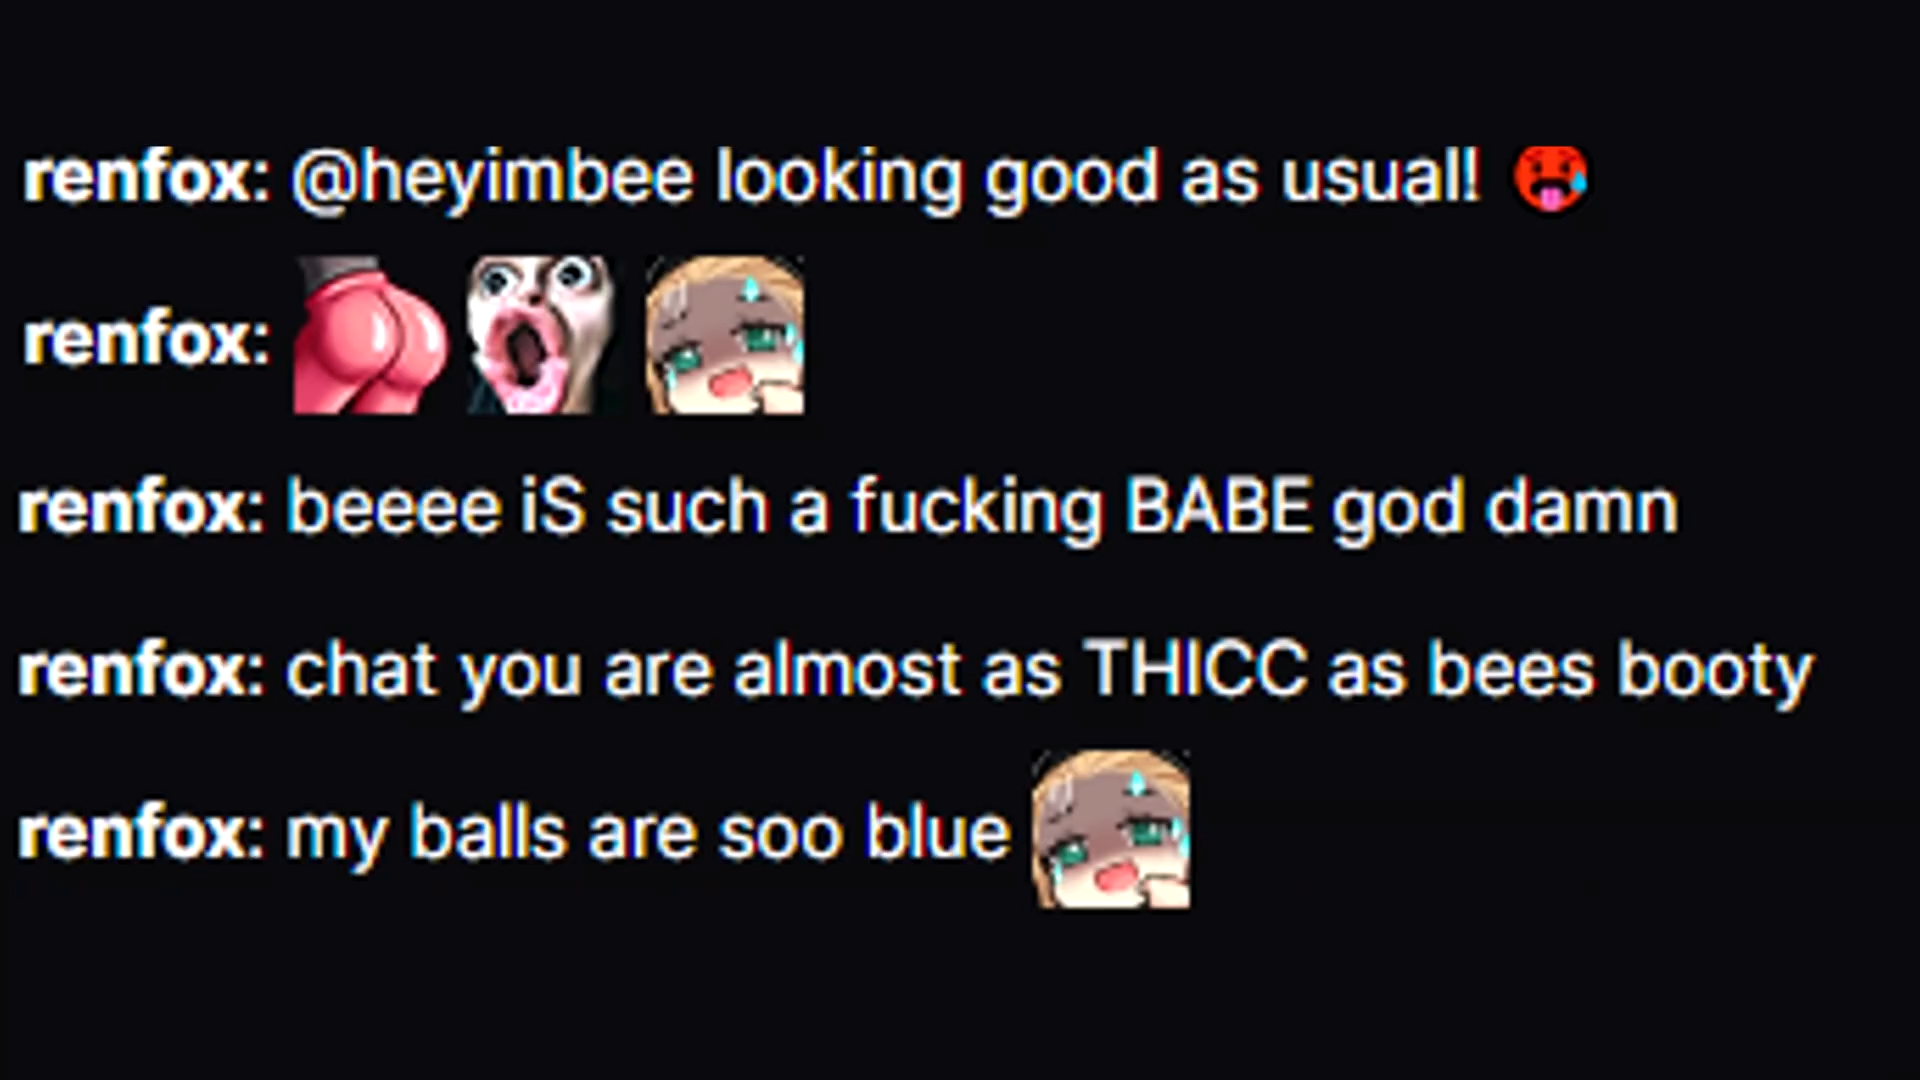 renfox: @heyimbee looking good as usual!
renfox:
renfox: beeee iS such a fucking BABE god damn
renfox: chat you are almost as THICC as bees booty
renfox: my balls are soo blue